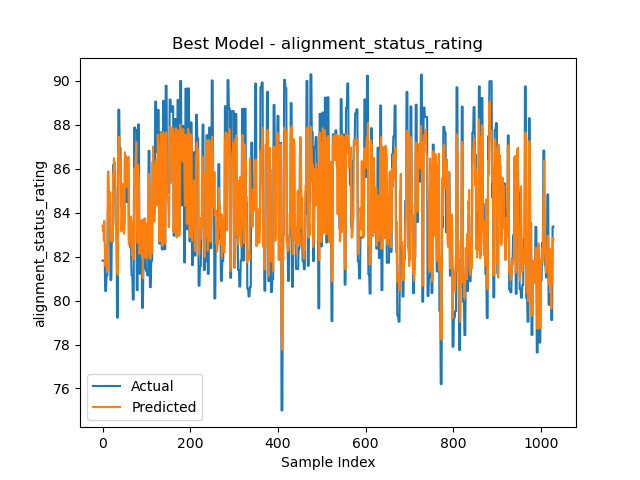 Best Model - alignment_status_rating
90
88
86
84
82
80
78
76
alignment_status_rating
Actual
Predicted
0
200
400
600
800
1000
Sample Index